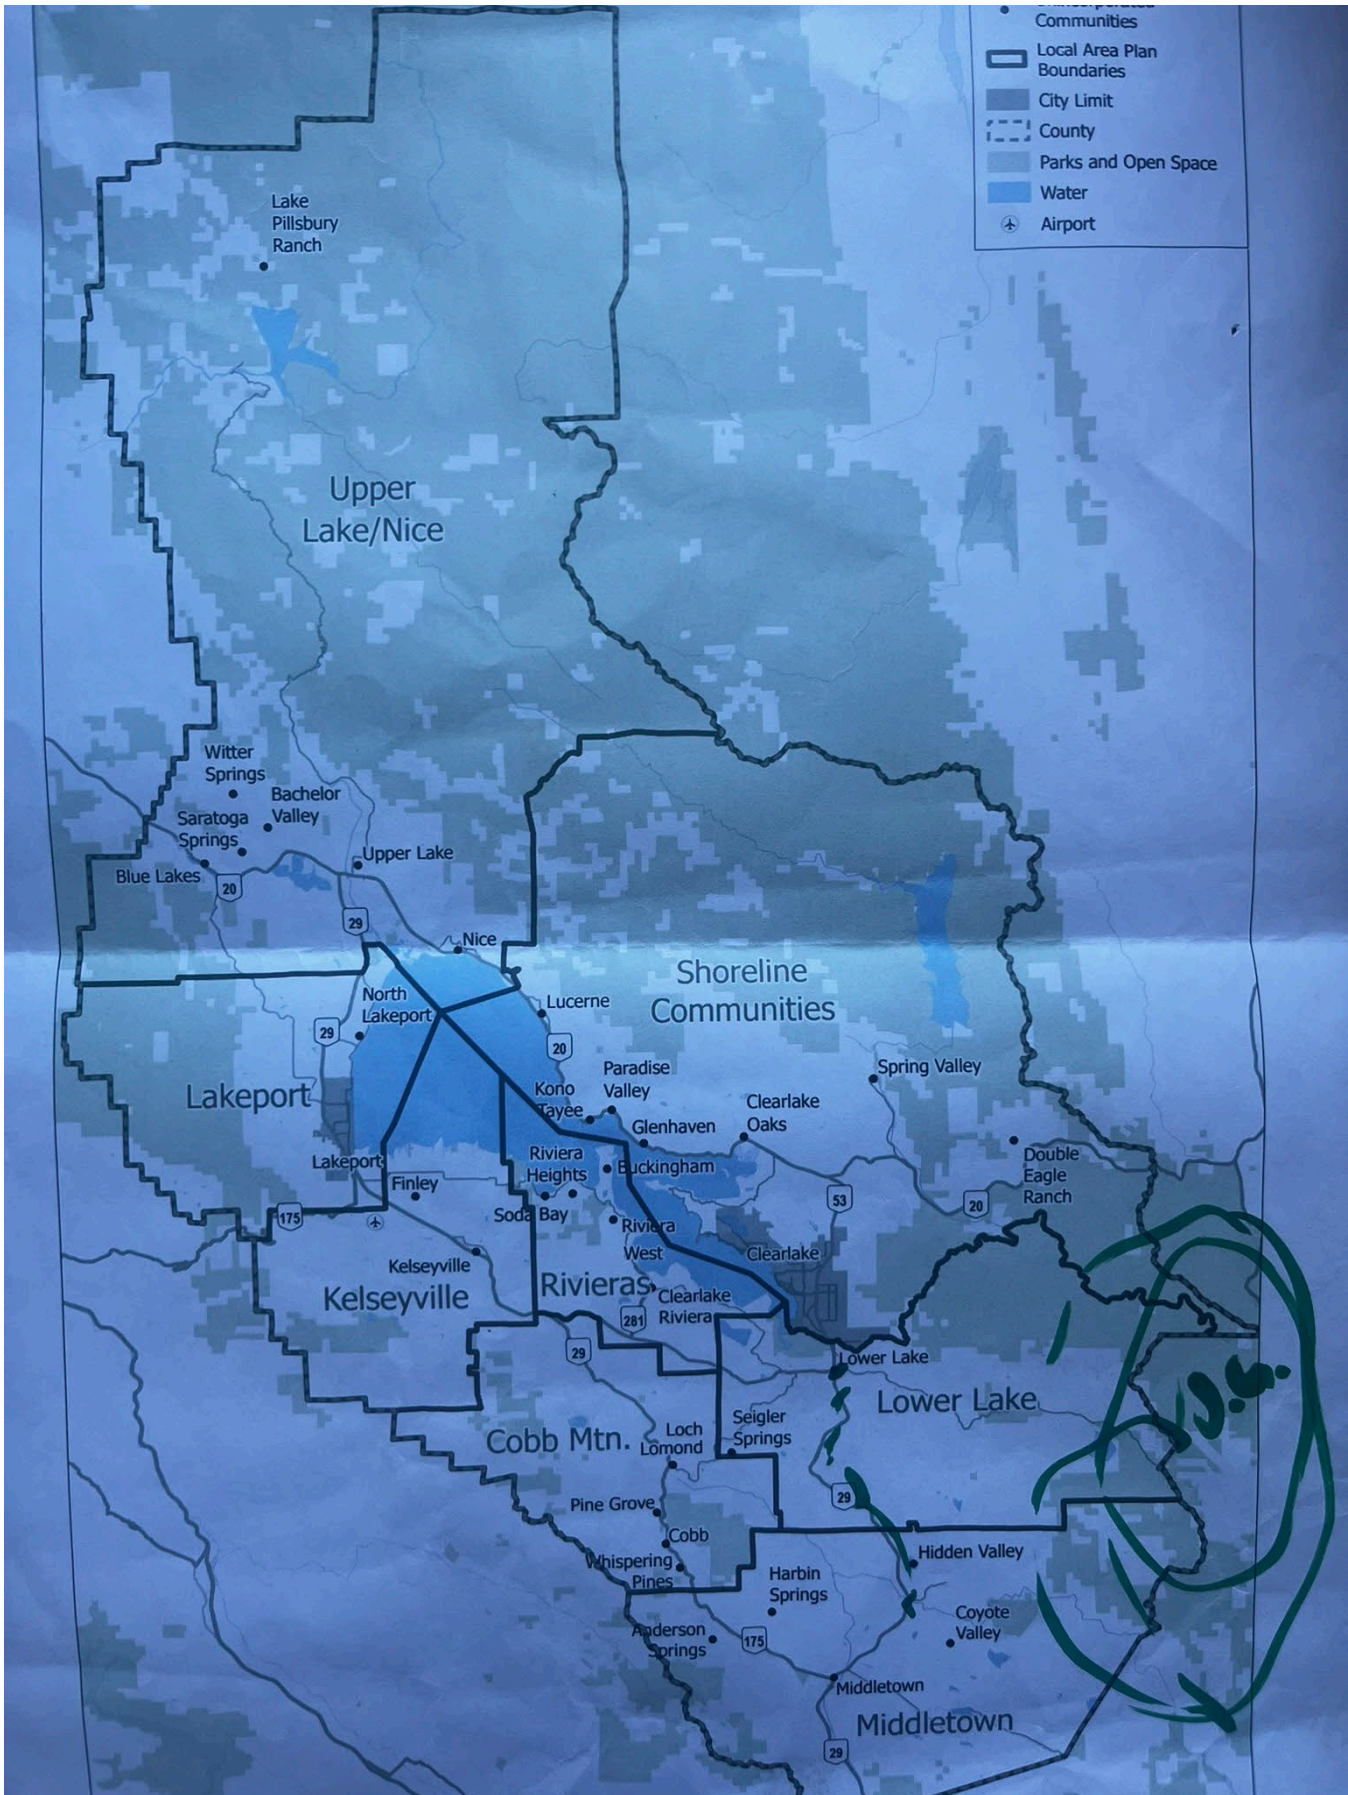 Communities
Local Area Plan
Boundaries
City Limit
County
Parks and Open Space
Water
Airport
Lake
Pillsbury
Ranch
Upper
Lake/Nice
Witter
Springs
Bachelor
Valley
Saratoga
Springs
Upper Lake
Blue Lakes
20
29
Nice
Shoreline
Communities
North
Lakeport
Lucerne
29
20
Paradise
Valley
Spring Valley
Kono
Tayee
Lakeport
Clearlake
Oaks
Glenhaven
Riviera
Heights
Buckingham
Double
Eagle
Ranch
Lakeport
Finley
53
20
175
Soda Bay
Riviera
West
Clearlake
Kelseyville
Kelseyville
Rivieras
Clearlake
Riviera
281
29
Lower Lake
Lower Lake
Seigler
Springs
Cobb Mtn.
Loch
Lomond
29
Pine Grove
Cobb
Whispering
Pines
Hidden Valley
Harbin
Springs
Coyote
Valley
Anderson
Springs
175
Middletown
Middletown
29